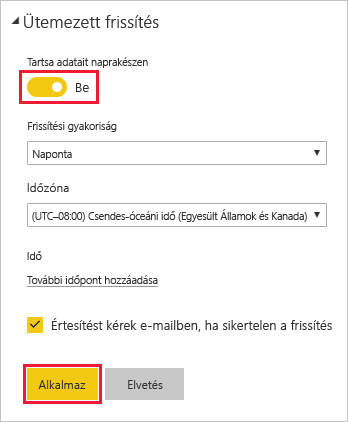 Ütemezett frissítés
Tartsa adatait naprakészen
Be
Frissítési gyakoriság
Naponta
Időzóna
(UTC–08:00) Csendes-óceáni idő (Egyesült Államok és Kanada)
Idő
További időpont hozzáadása
Értesítést kérek e-mailben, ha sikertelen a frissítés
Alkalmaz
Elvetés